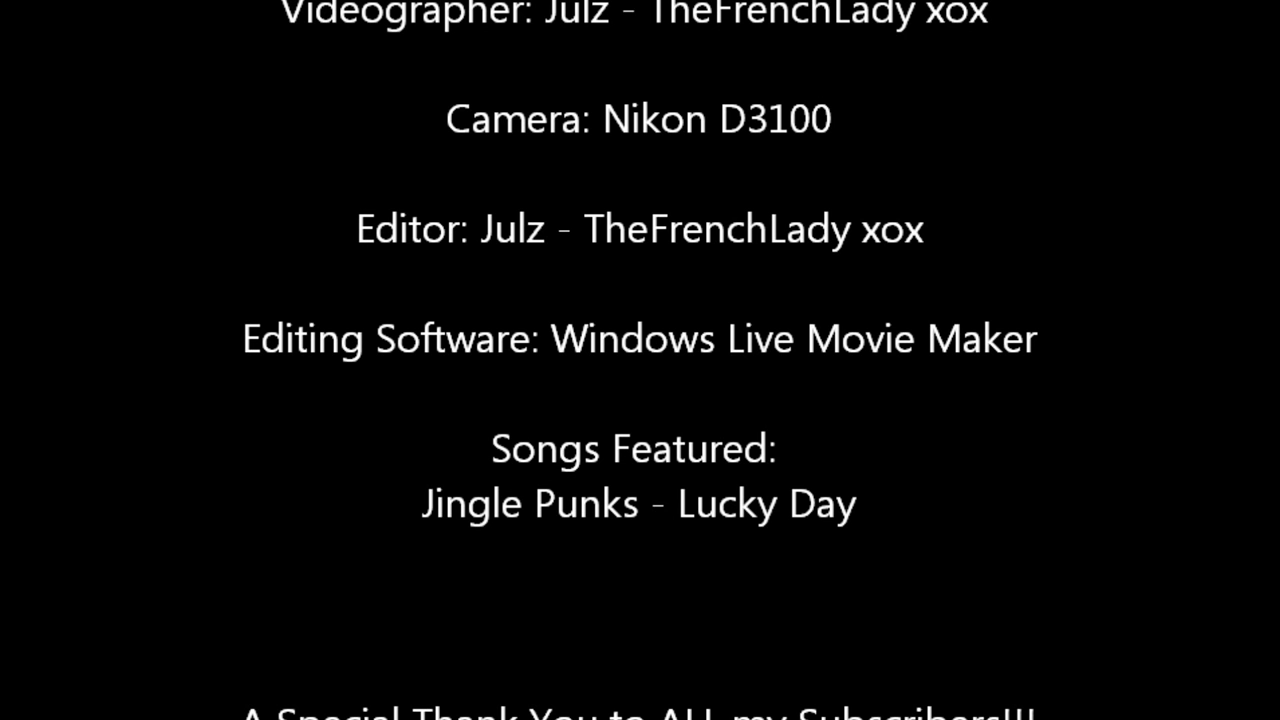 Videographer: Julz - TheFrenchLady xox
Camera: Nikon D3100
Editor: Julz - TheFrenchLady xox
Editing Software: Windows Live Movie Maker
Songs Featured:
Jingle Punks - Lucky Day
A Special Thank You to ALL my Subscribers!!!